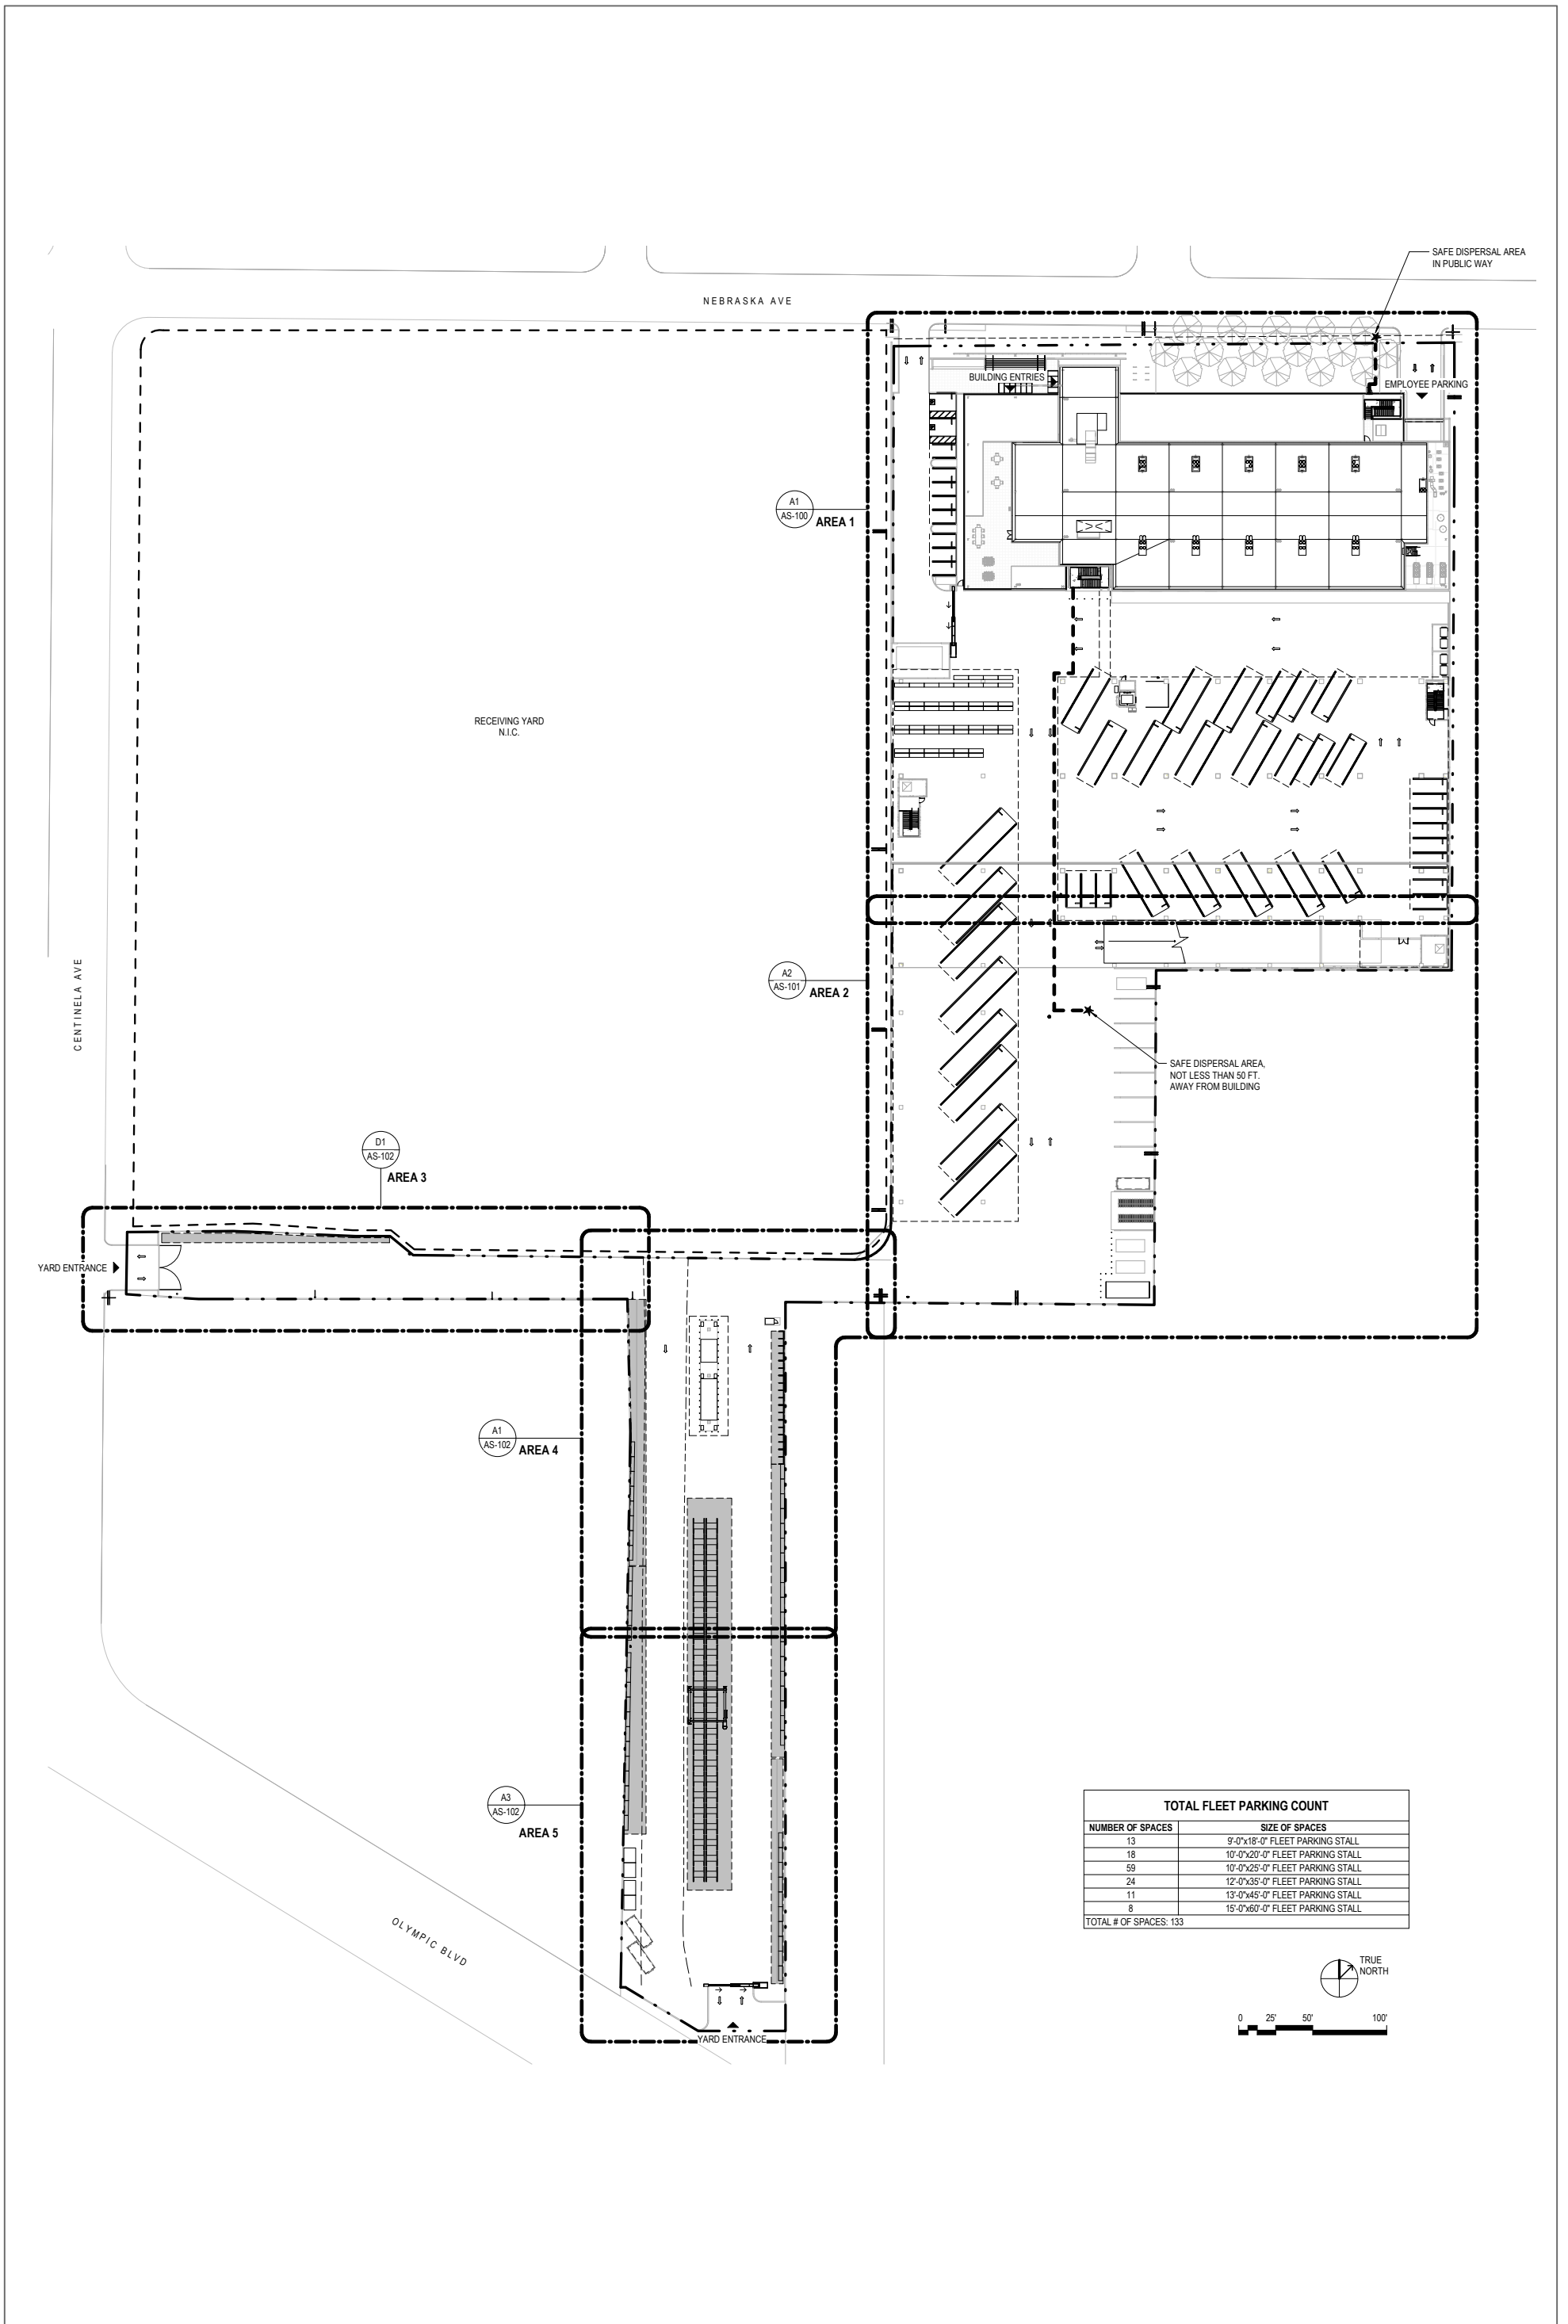 SAFE DISPERSAL AREA
IN PUBLIC WAY
NEBRASKA AVE
BUILDING ENTRIES
EMPLOYEE PARKING
A1
AS-100
AREA 1
RECEIVING YARD
N.I.C.
CENTINELA AVE
A2
AS-101
AREA 2
SAFE DISPERSAL AREA,
NOT LESS THAN 50 FT.
AWAY FROM BUILDING
D1
AS-102
AREA 3
YARD ENTRANCE
A1
AS-102
AREA 4
A3
AS-102
AREA 5
OLYMPIC BLVD
YARD ENTRANCE
TOTAL FLEET PARKING COUNT
NUMBER OF SPACES SIZE OF SPACES
13 9'-0"x18'-0" FLEET PARKING STALL
18 10'-0"x20'-0" FLEET PARKING STALL
59 10'-0"x25'-0" FLEET PARKING STALL
24 12'-0"x35'-0" FLEET PARKING STALL
11 13'-0"x45'-0" FLEET PARKING STALL
8 15'-0"x60'-0" FLEET PARKING STALL
TOTAL # OF SPACES: 133
TRUE
NORTH
0 25' 50' 100'